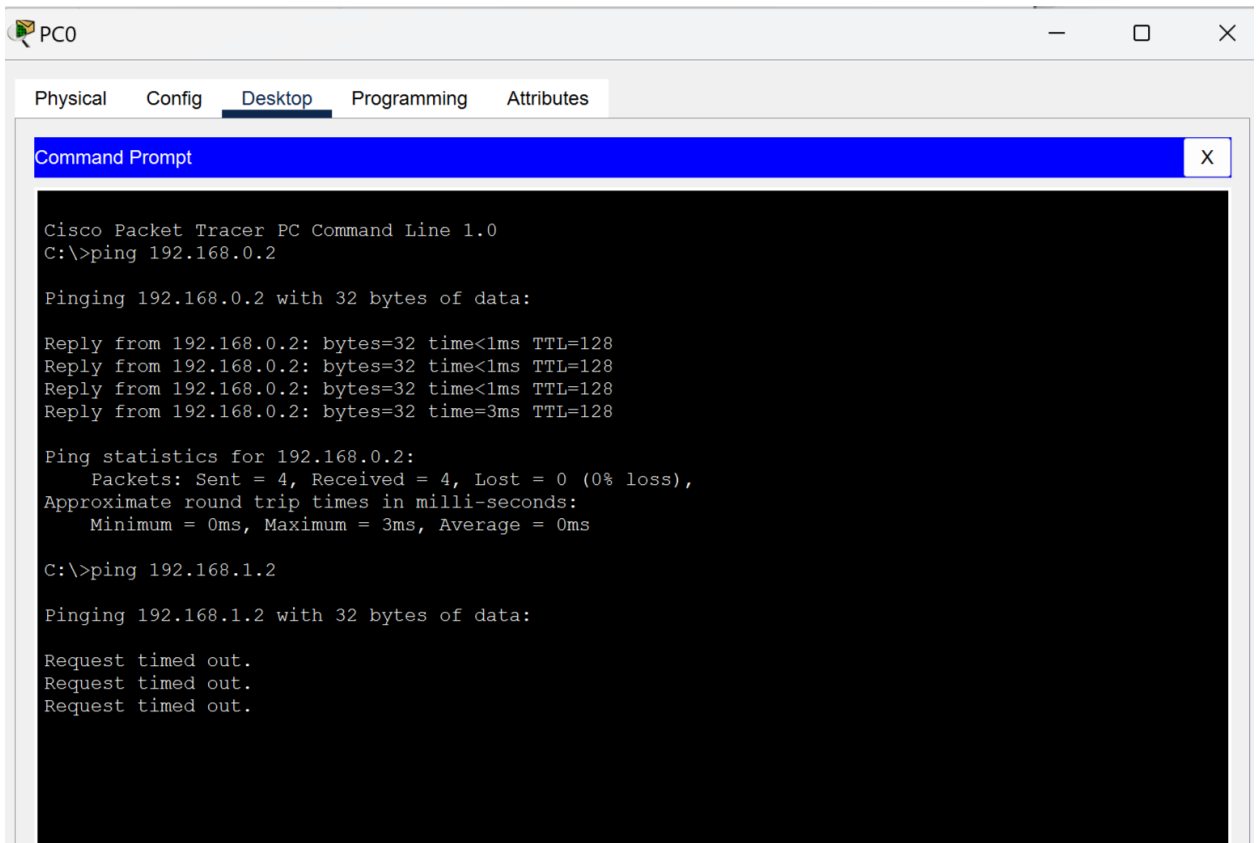 PC0
Physical Config Desktop Programming Attributes
Command Prompt X
Cisco Packet Tracer PC Command Line 1.0
C:\>ping 192.168.0.2
Pinging 192.168.0.2 with 32 bytes of data:
Reply from 192.168.0.2: bytes=32 time<1ms TTL=128
Reply from 192.168.0.2: bytes=32 time<1ms TTL=128
Reply from 192.168.0.2: bytes=32 time<1ms TTL=128
Reply from 192.168.0.2: bytes=32 time=3ms TTL=128
Ping statistics for 192.168.0.2:
Packets: Sent = 4, Received = 4, Lost = 0 (0% loss),
Approximate round trip times in milli-seconds:
Minimum = 0ms, Maximum = 3ms, Average = 0ms
C:\>ping 192.168.1.2
Pinging 192.168.1.2 with 32 bytes of data:
Request timed out.
Request timed out.
Request timed out.